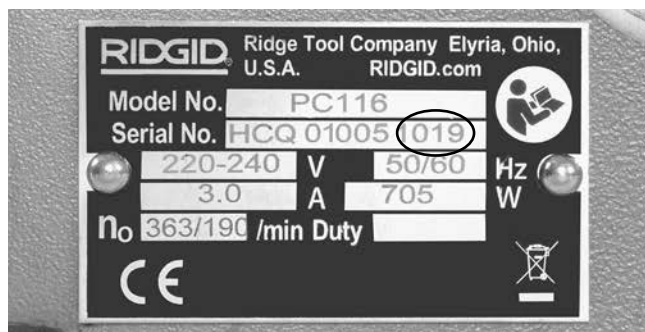 RIDGID® Ridge Tool Company Elyria, Ohio,
U.S.A. RIDGID.com
Model No. PC116
Serial No. HCQ 01005 1019
220-240 V 50/60 Hz
3.0 A 705 W
no 363/190 /min Duty
CE